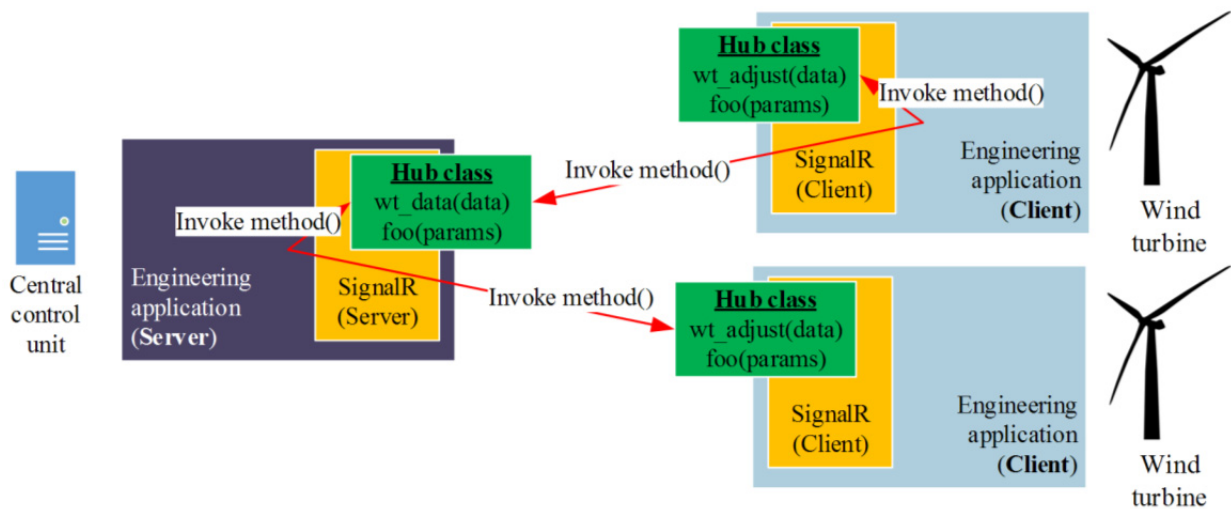 Central
control
unit
Engineering
application
(Server)
SignalR
(Server)
Hub class
wt_data(data)
foo(params)
Invoke method()
Invoke method()
Invoke method()
Invoke method()
Hub class
wt_adjust(data)
foo(params)
SignalR
(Client)
Engineering
application
(Client)
Wind
turbine
Hub class
wt_adjust(data)
foo(params)
SignalR
(Client)
Engineering
application
(Client)
Wind
turbine